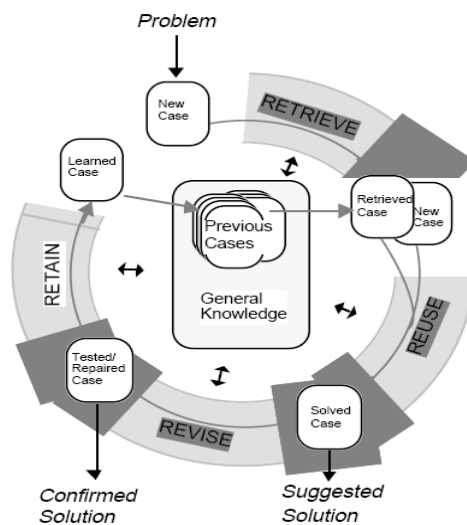 Problem
New
Case
RETRIEVE
Learned
Case
Previous
Cases
Retrieved
Case
New
Case
General
Knowledge
RETAIN
REUSE
Tested/
Repaired
Case
REVISE
Solved
Case
Confirmed
Solution
Suggested
Solution